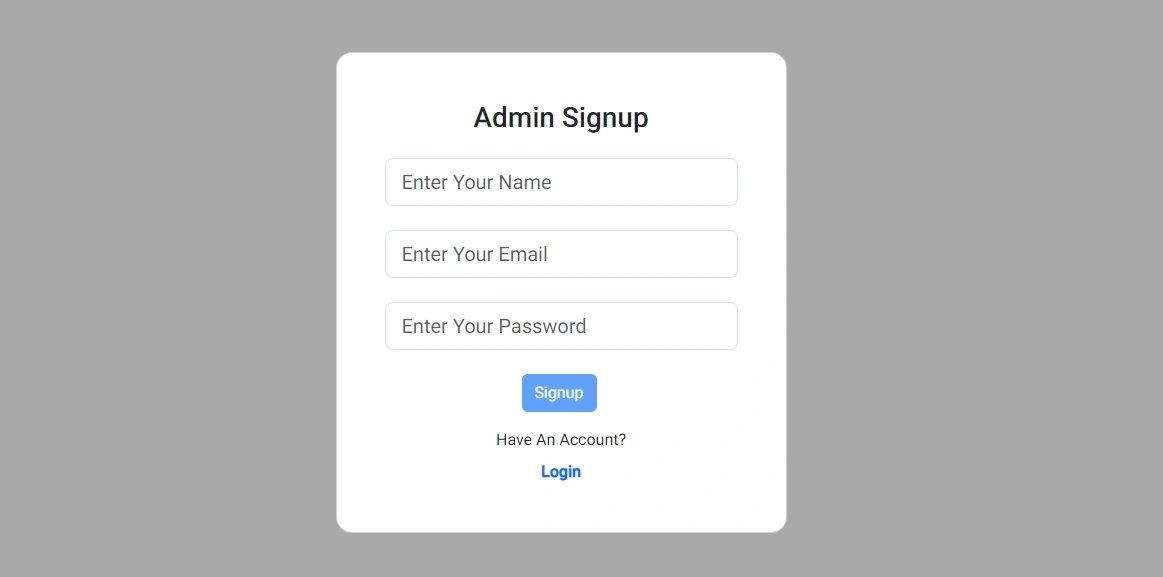 Admin Signup
Enter Your Name
Enter Your Email
Enter Your Password
Signup
Have An Account?
Login